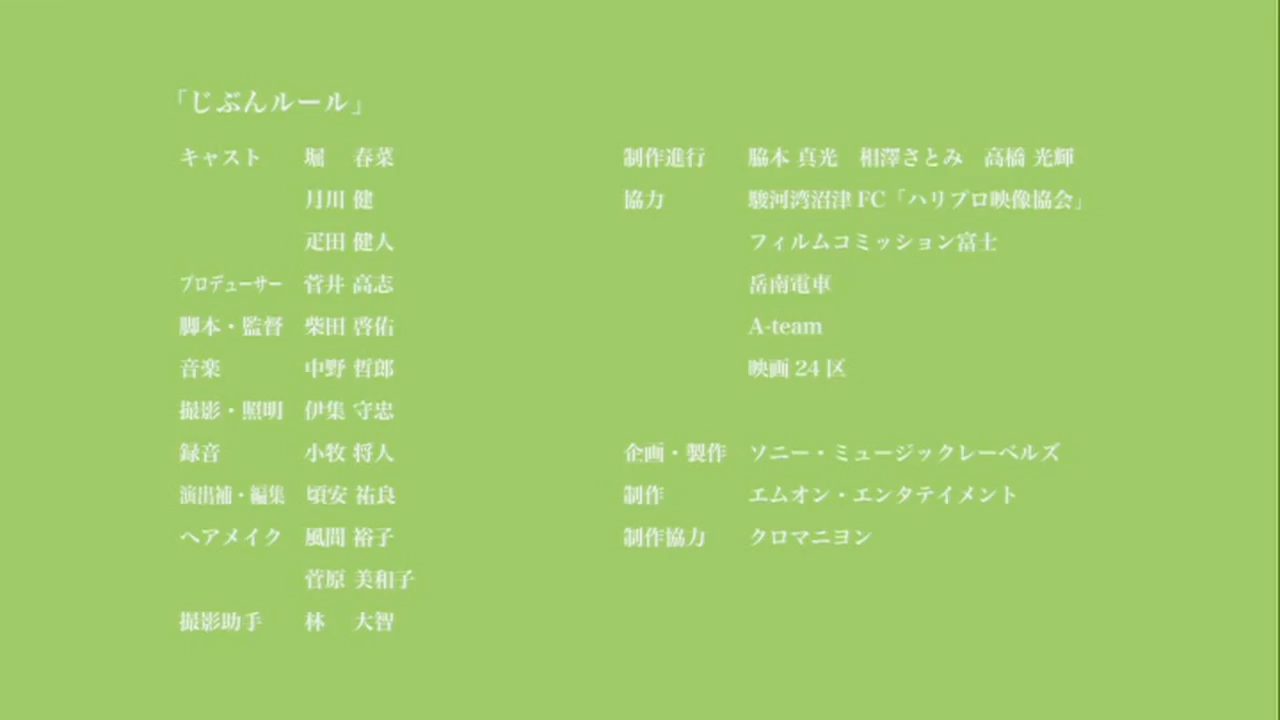 「じぶんルール」
キャスト 堀 春菜
月川 健
疋田 健人
プロデューサー 菅井 高志
脚本・監督 柴田 啓佑
音楽 中野 哲郎
撮影・照明 伊集 守忠
録音 小牧 将人
演出補・編集 頃安 祐良
ヘアメイク 風間 裕子
菅原 美和子
撮影助手 林 大智
制作進行 脇本 真光 相澤さとみ 高橋 光輝
協力 駿河湾沼津 FC「ハリプロ映像協会」
フィルムコミッション富士
岳南電車
A-team
映画 24 区
企画・製作 ソニー・ミュージックレーベルズ
制作 エムオン・エンタテイメント
制作協力 クロマニヨン